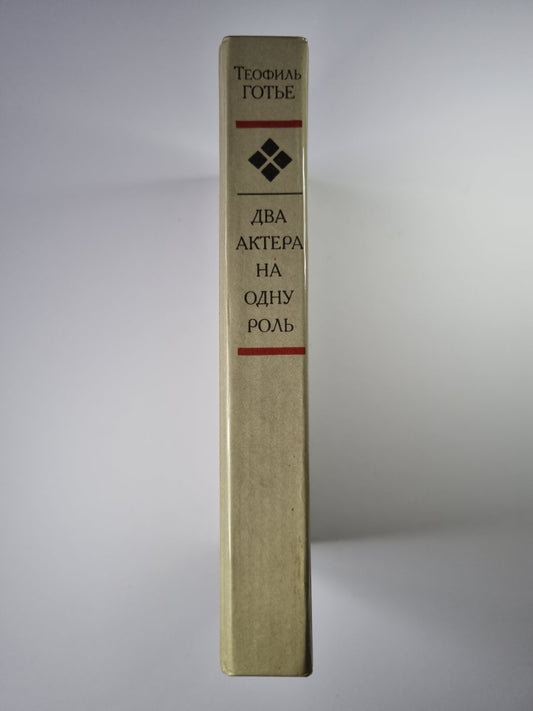 Теофиль
ГОТЬЕ
ДВА
АКТЕРА
НА
ОДНУ
РОЛЬ